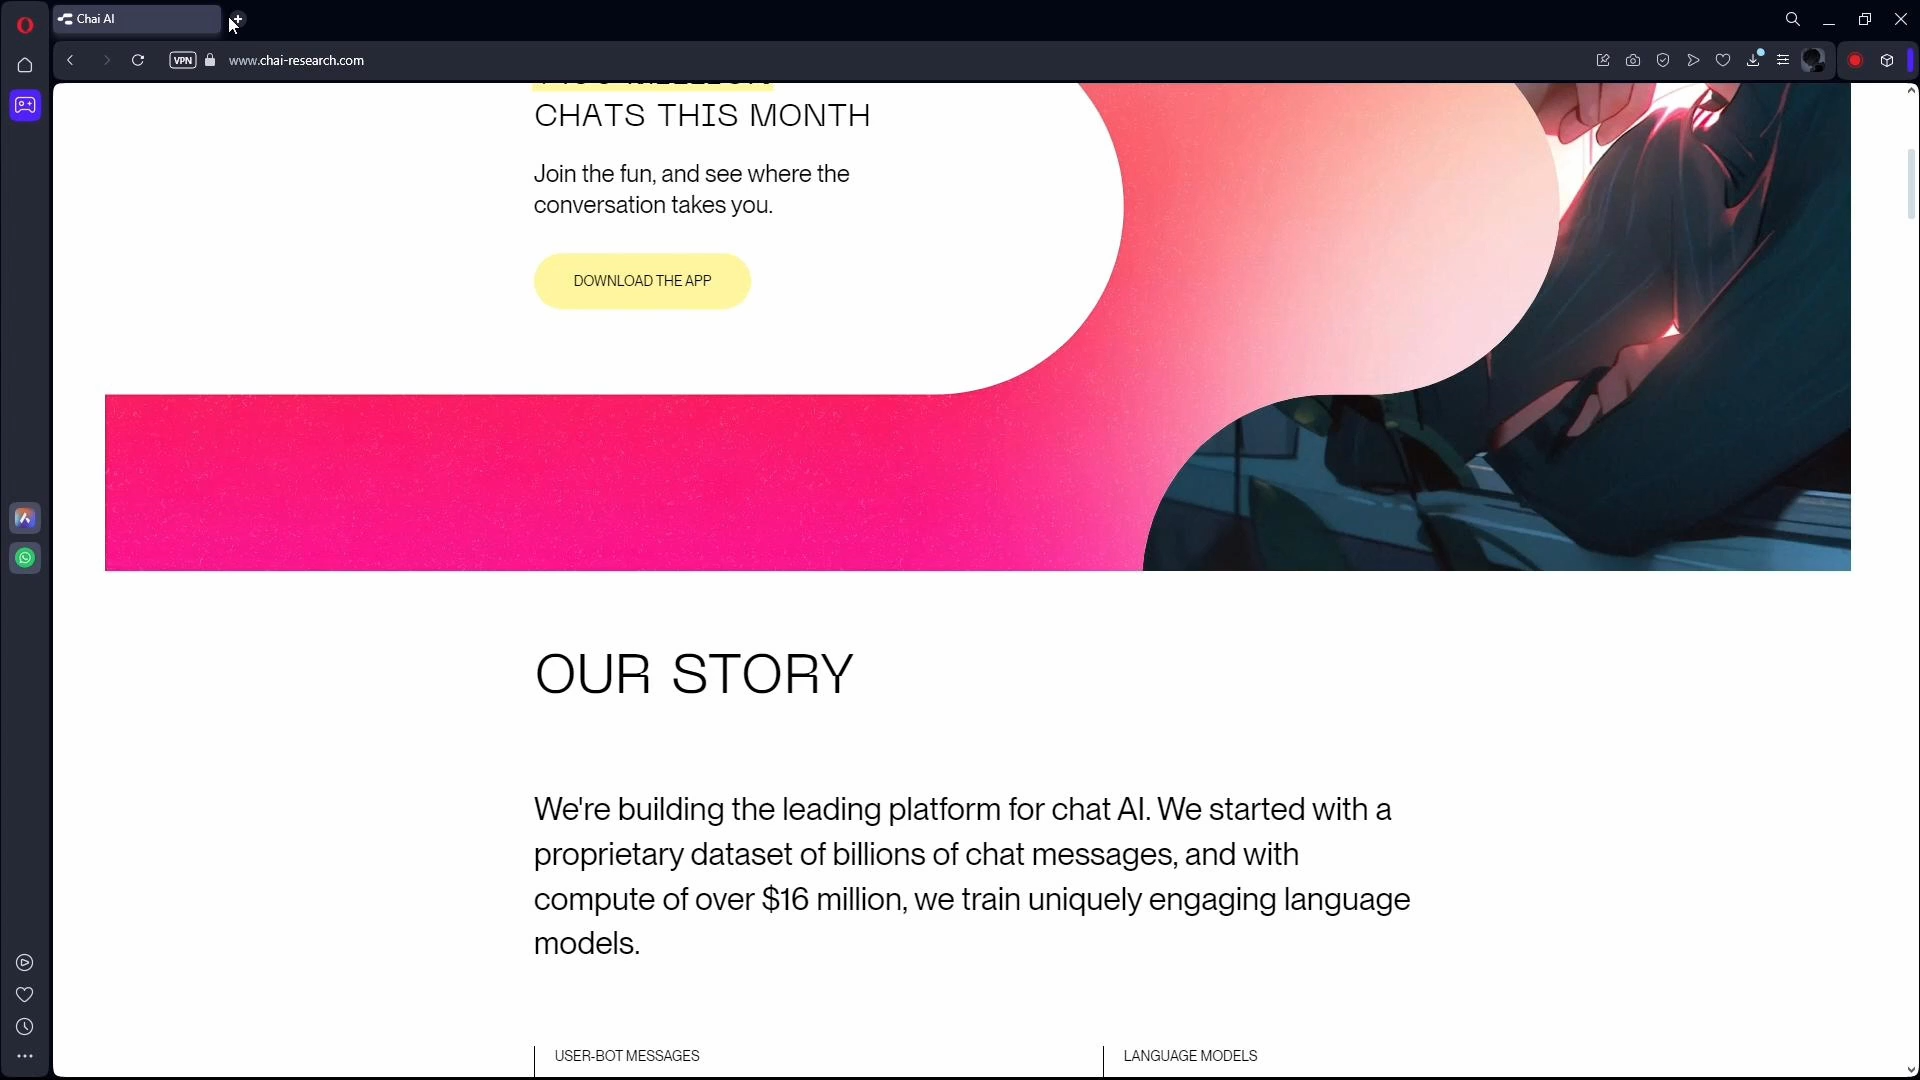 Chai AI
VPN
www.chai-research.com
CHATS THIS MONTH
Join the fun, and see where the
conversation takes you.
DOWNLOAD THE APP
OUR STORY
We're building the leading platform for chat AI. We started with a
proprietary dataset of billions of chat messages, and with
compute of over $16 million, we train uniquely engaging language
models.
USER-BOT MESSAGES
LANGUAGE MODELS